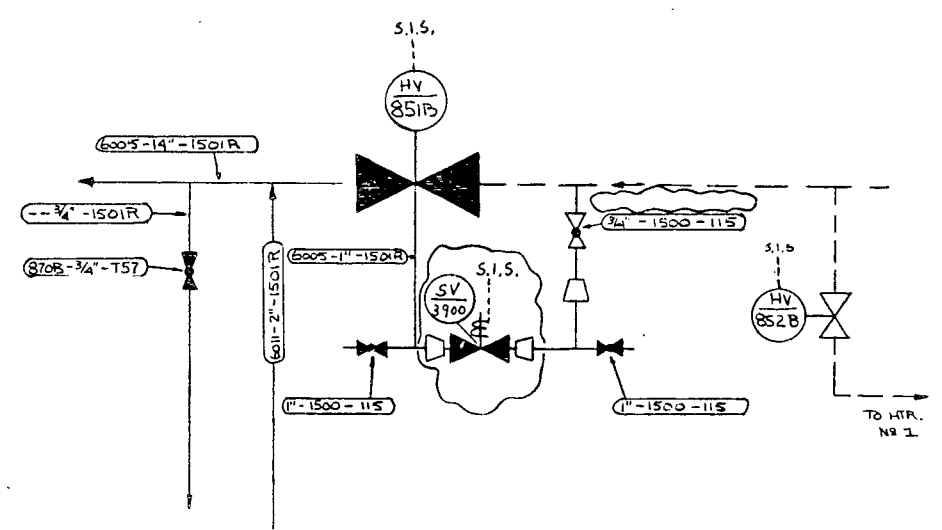 S.I.S.
HV
851B
6005-14"-1501R
--3/4"-1501R
3/4"-1500-115
870B-3/4"-T57
6011-2"-1501R
6005-1"-1501R
S.I.S.
SV
3900
S.I.S
HV
852B
1"-1500-115
1"-1500-115
TO HTR.
Nº 1